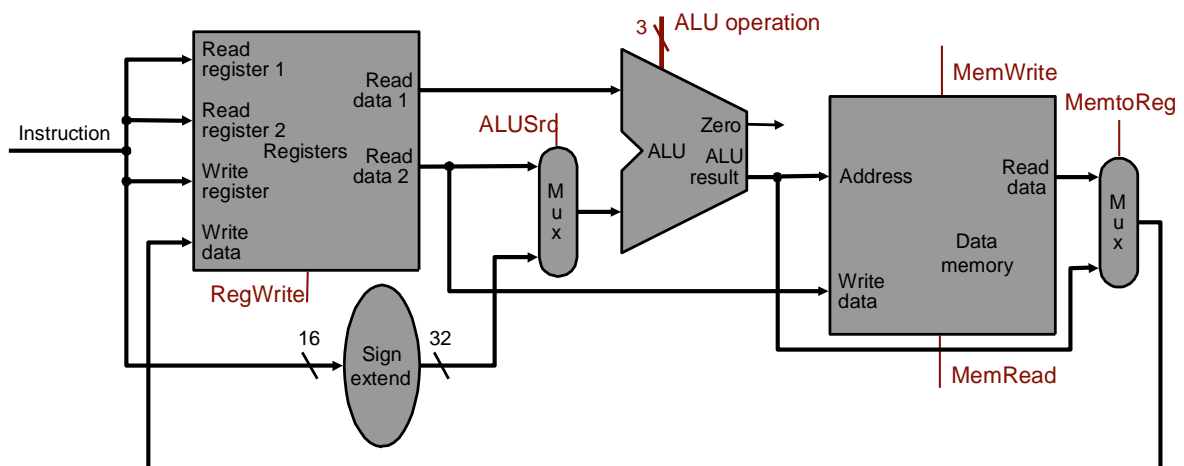 3
ALU operation
Read
register 1
Read
data 1
MemWrite
MemtoReg
Read
register 2
Instruction
Registers
Read
data 2
ALUSrc
Zero
ALU
ALU
result
Write
register
Write
data
M
u
x
Address
Read
data
M
u
x
Data
memory
Write
data
RegWrite
16
Sign
extend
32
MemRead